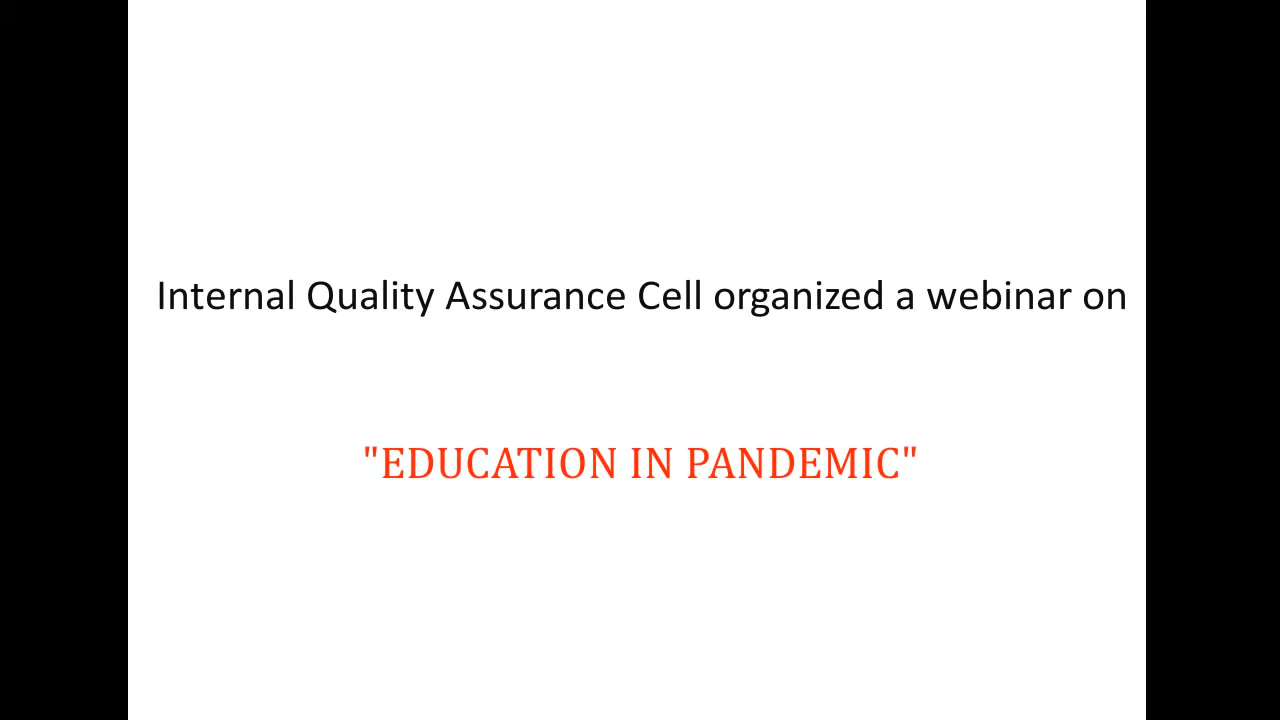 Internal Quality Assurance Cell organized a webinar on
"EDUCATION IN PANDEMIC"